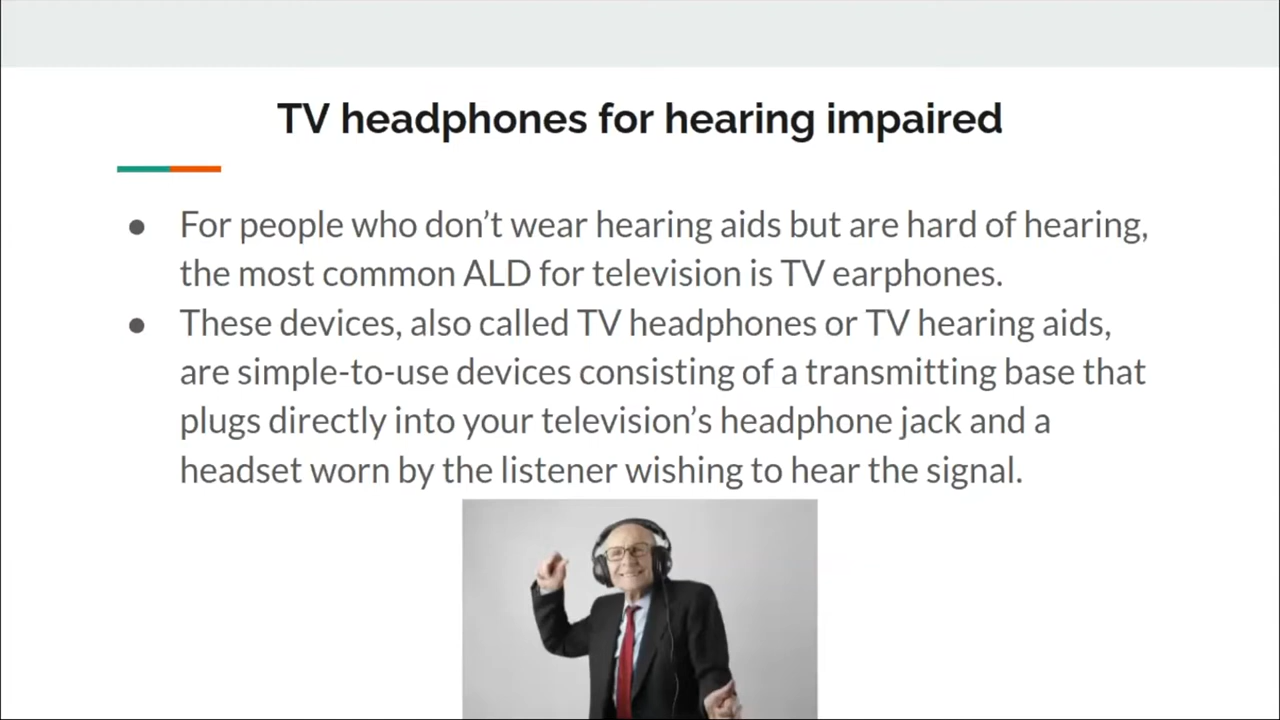 TV headphones for hearing impaired
● For people who don’t wear hearing aids but are hard of hearing,
the most common ALD for television is TV earphones.
● These devices, also called TV headphones or TV hearing aids,
are simple-to-use devices consisting of a transmitting base that
plugs directly into your television’s headphone jack and a
headset worn by the listener wishing to hear the signal.